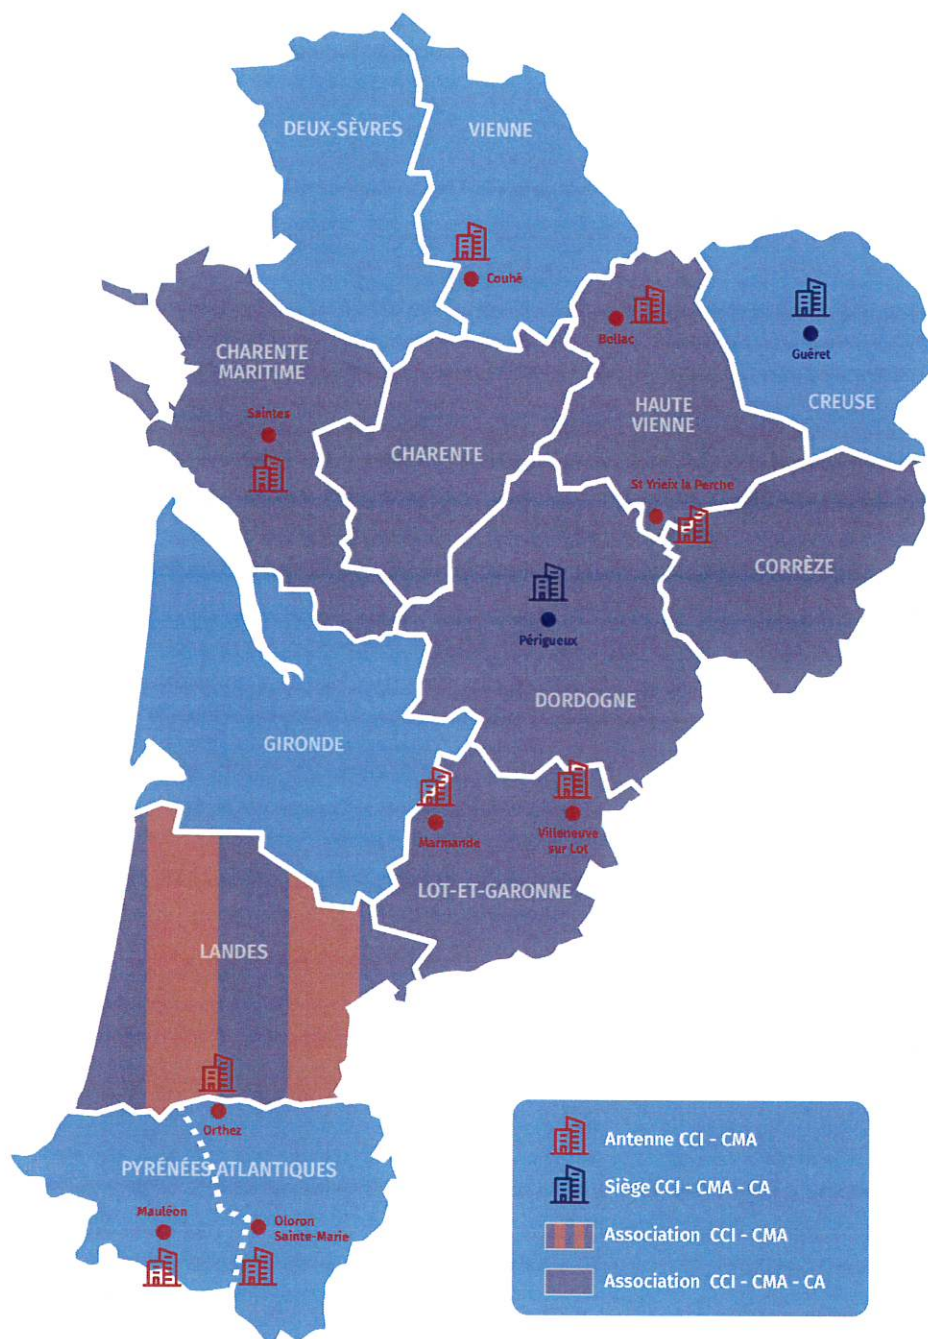 DEUX-SÈVRES
VIENNE
Couhé
Bellac
Guéret
CREUSE
CHARENTE
MARITIME
Saintes
CHARENTE
HAUTE
VIENNE
St Yrieix la Perche
CORRÈZE
Périgueux
DORDOGNE
GIRONDE
Marmande
Villeneuve
sur Lot
LOT-ET-GARONNE
LANDES
Orthez
PYRÉNÉES-ATLANTIQUES
Mauléon
Oloron
Sainte-Marie
Antenne CCI - CMA
Siège CCI - CMA - CA
Association CCI - CMA
Association CCI - CMA - CA